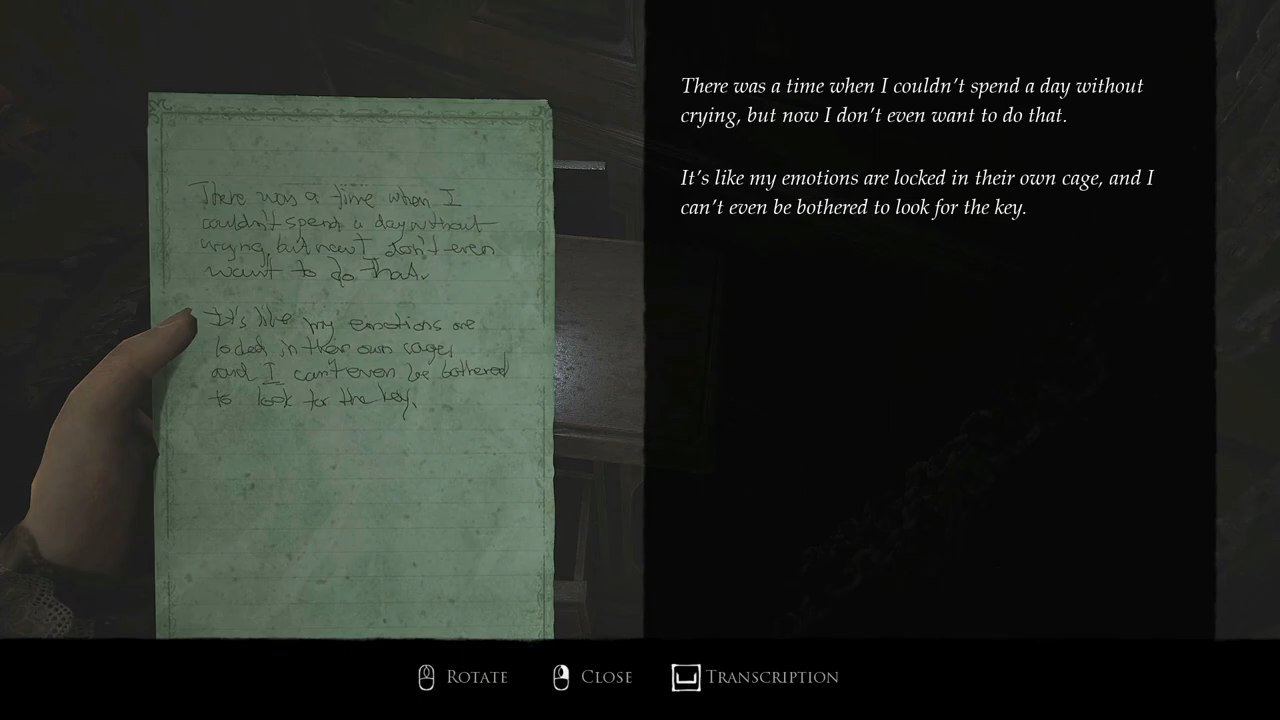 There was a time when I
couldn't spend a day without
crying, but now I don't even
want to do that.
It's like my emotions are
locked in their own cage,
and I can't even be bothered
to look for the key.
There was a time when I couldn't spend a day without
crying, but now I don't even want to do that.
It's like my emotions are locked in their own cage, and I
can't even be bothered to look for the key.
Rotate
Close
Transcription